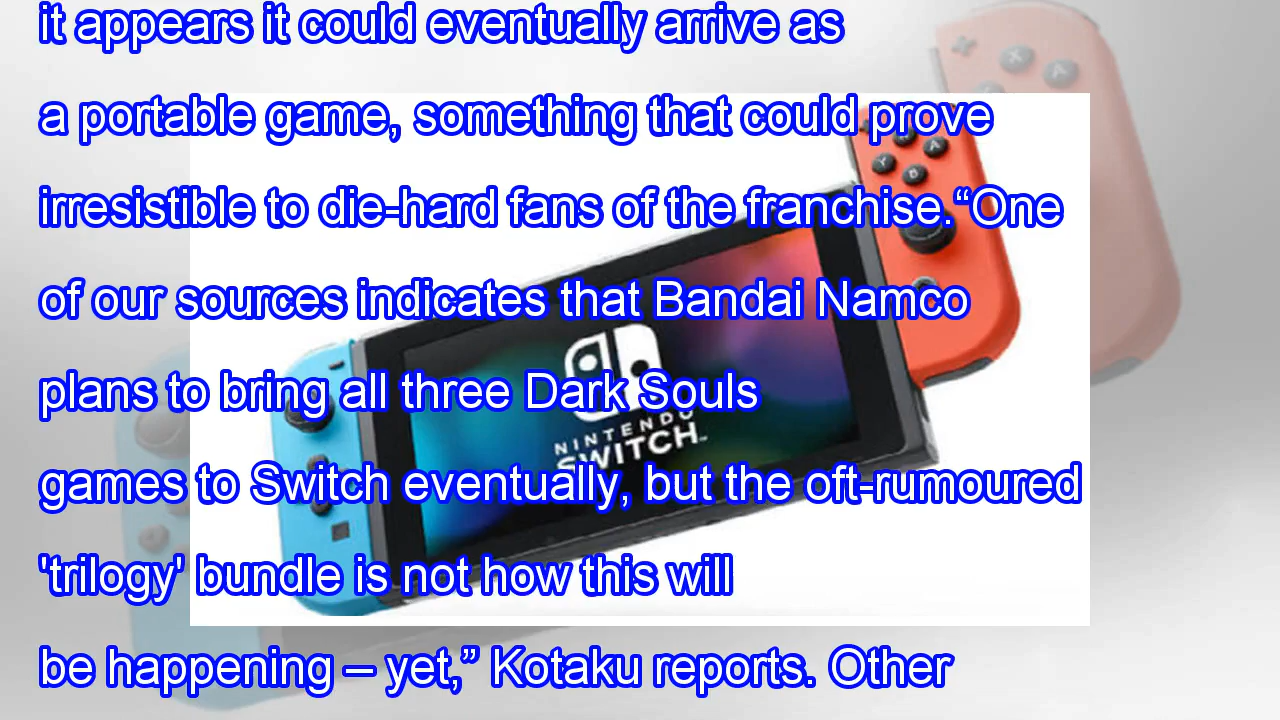 it appears it could eventually arrive as
a portable game, something that could prove
irresistible to die-hard fans of the franchise.“One
of our sources indicates that Bandai Namco
plans to bring all three Dark Souls
games to Switch eventually, but the oft-rumoured
'trilogy' bundle is not how this will
be happening – yet,” Kotaku reports. Other
NINTENDO
SWITCH
X
A
Y
B